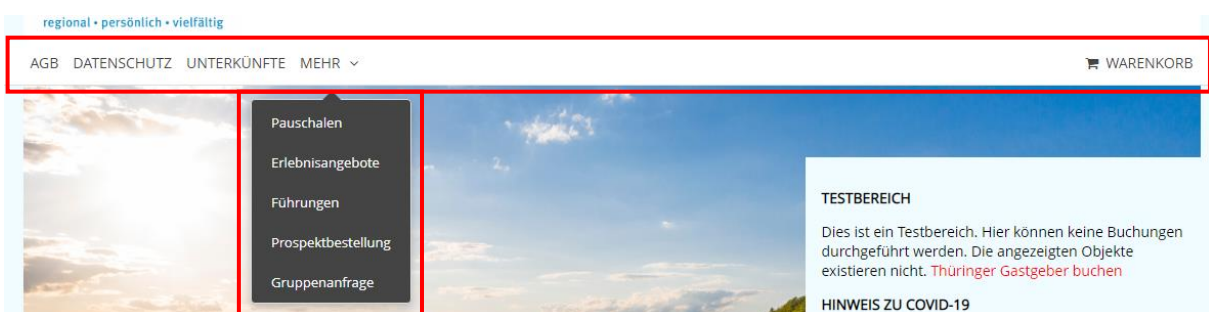 regional • persönlich • vielfältig
AGB DATENSCHUTZ UNTERKÜNFTE MEHR WARENKORB
Pauschalen
Erlebnisangebote
Führungen
Prospektbestellung
Gruppenanfrage
TESTBEREICH
Dies ist ein Testbereich. Hier können keine Buchungen
durchgeführt werden. Die angezeigten Objekte
existieren nicht. Thüringer Gastgeber buchen
HINWEIS ZU COVID-19